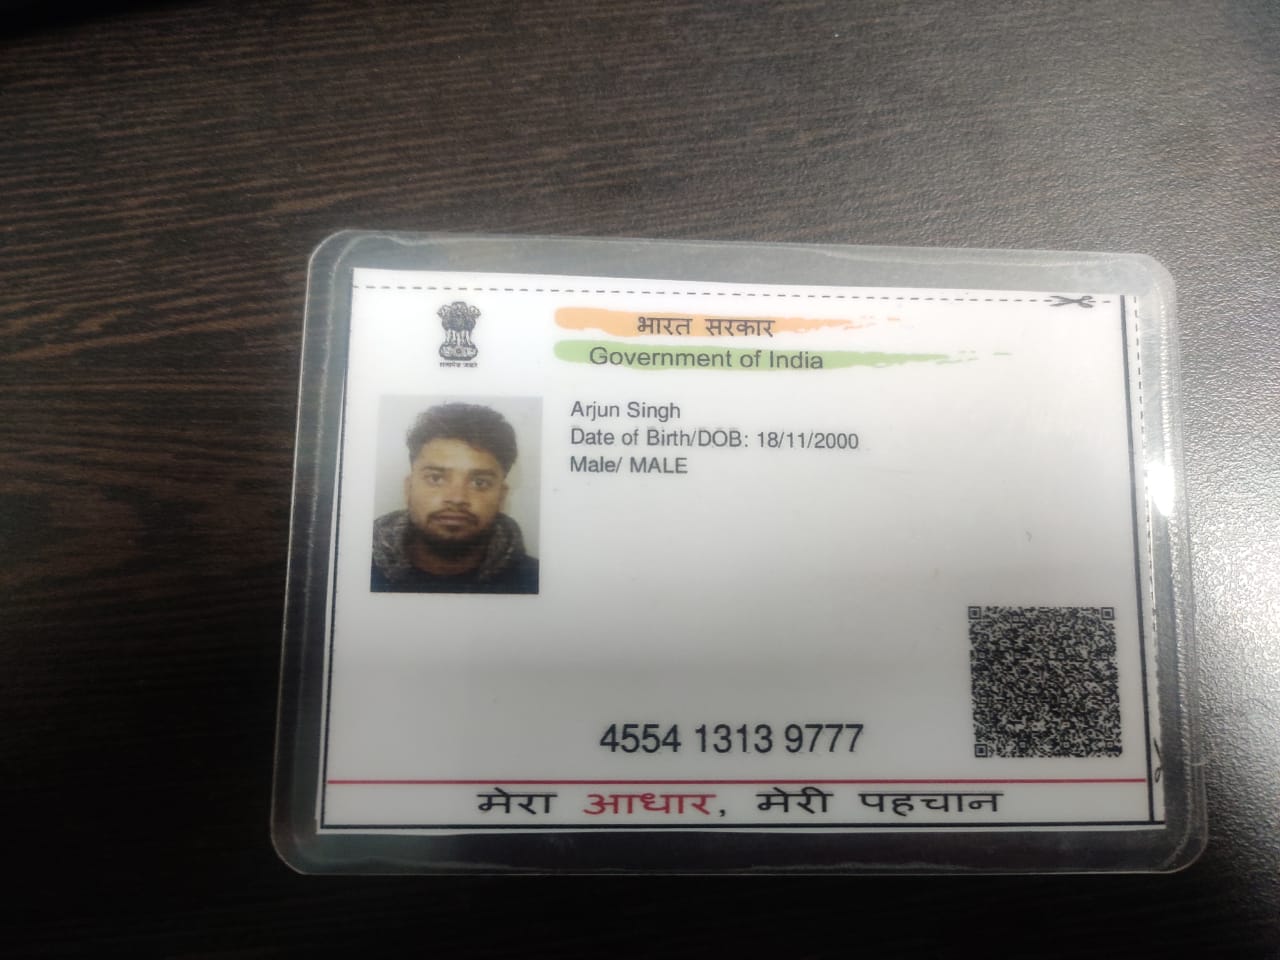 भारत सरकार
Government of India
सत्यमेव जयते
Arjun Singh
Date of Birth/DOB: 18/11/2000
Male/ MALE
4554 1313 9777
मेरा आधार, मेरी पहचान